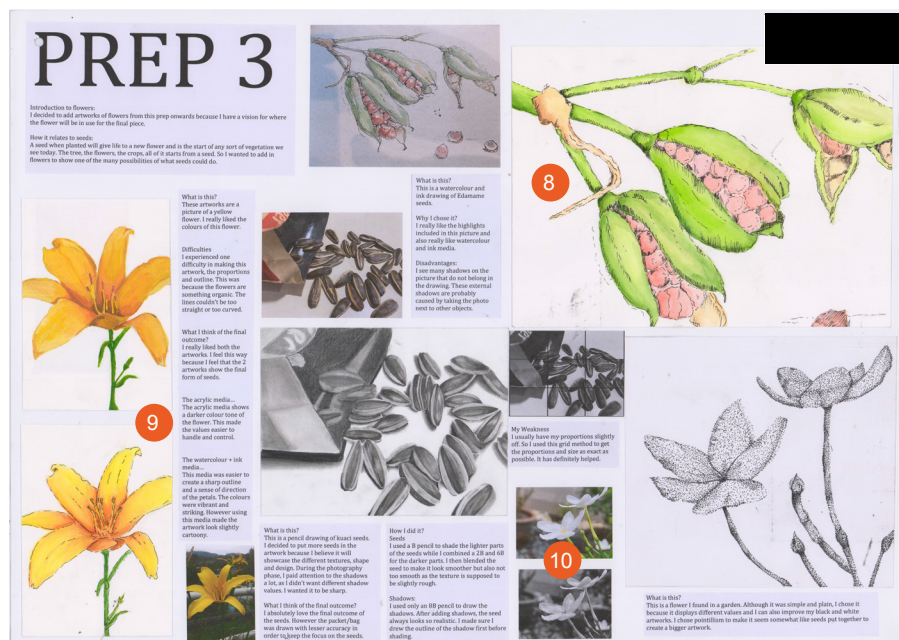 PREP 3
Introduction to flowers:
I decided to add artworks of flowers from this prep onwards because I have a vision for where
the flower will be in use for the final piece.
How it relates to seeds:
A seed when planted will give life to a new flower and is the start of any sort of vegetation we
see today. The tree, the flowers, the crops, all of it starts from a seed. So I wanted to add in
flowers to show one of the many possibilities of what seeds could do.
What is this?
These artworks are a
picture of a yellow
flower. I really liked the
colours of this flower.
Difficulties
I experienced one
difficulty in making this
artwork, the proportions
and outline. This was
because the flowers are
something organic. The
lines couldn't be too
straight or too curved.
What I think of the final
outcome?
I really liked both the
artworks. I feel this way
because I feel that the 2
artworks show the final
form of seeds.
The acrylic media...
The acrylic media shows
a darker colour tone of
the flower. This made
the values easier to
handle and control.
The watercolour + ink
media...
This media was easier to
create a sharp outline
and a sense of direction
of the petals. The colours
were vibrant and
striking. However using
this media made the
artwork look slightly
cartoony.
9
What is this?
This is a watercolour and
ink drawing of Edamame
seeds.
Why I chose it?
I really like the highlights
included in this picture and
also really like watercolour
and ink media.
Disadvantages:
I see many shadows on the
picture that do not belong in
the drawing. These external
shadows are probably
caused by taking the photo
next to other objects.
8
What is this?
This is a pencil drawing of kuaci seeds.
I decided to put more seeds in the
artwork because I believe it will
showcase the different textures, shape
and design. During the photography
phase, I paid attention to the shadows
a lot, as I didn't want different shadow
values. I wanted it to be sharp.
What I think of the final outcome?
I absolutely love the final outcome of
the seeds. However the packet/bag
was drawn with lesser accuracy in
order to keep the focus on the seeds.
How I did it?
Seeds
I used a B pencil to shade the lighter parts
of the seeds while I combined a 2B and 6B
for the darker parts. I then blended the
seed to make it look smoother but also not
too smooth as the texture is supposed to
be slightly rough.
Shadows:
I used only an 8B pencil to draw the
shadows. After adding shadows, the seed
always looks so realistic. I made sure I
drew the outline of the shadow first before
shading.
My Weakness
I usually have my proportions slightly
off. So I used this grid method to get
the proportions and size as exact as
possible. It has definitely helped.
10
What is this?
This is a flower I found in a garden. Although it was simple and plain, I chose it
because it displays different values and I can also improve my black and white
artworks. I chose pointillism to make it seem somewhat like seeds put together to
create a bigger artwork.